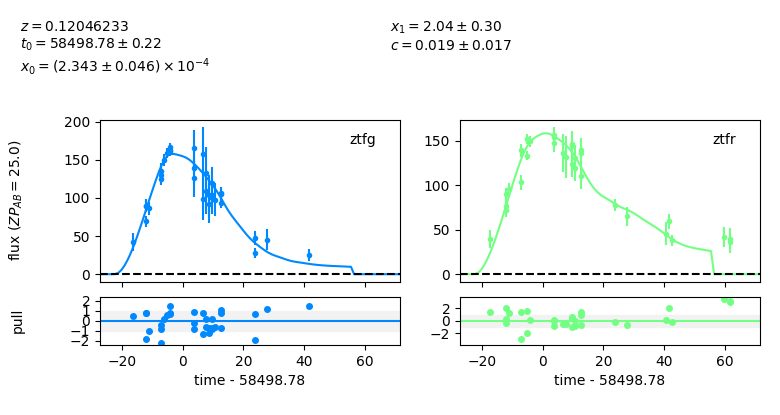 z = 0.12046233
t₀ = 58498.78 ± 0.22
x₀ = (2.343 ± 0.046) × 10⁻⁴
x₁ = 2.04 ± 0.30
c = 0.019 ± 0.017
flux (ZP_AB = 25.0)
200
150
100
50
0
ztfg
150
100
50
0
ztfr
pull
2
1
0
−1
−2
−20 0 20 40 60
time - 58498.78
2
0
−2
−20 0 20 40 60
time - 58498.78